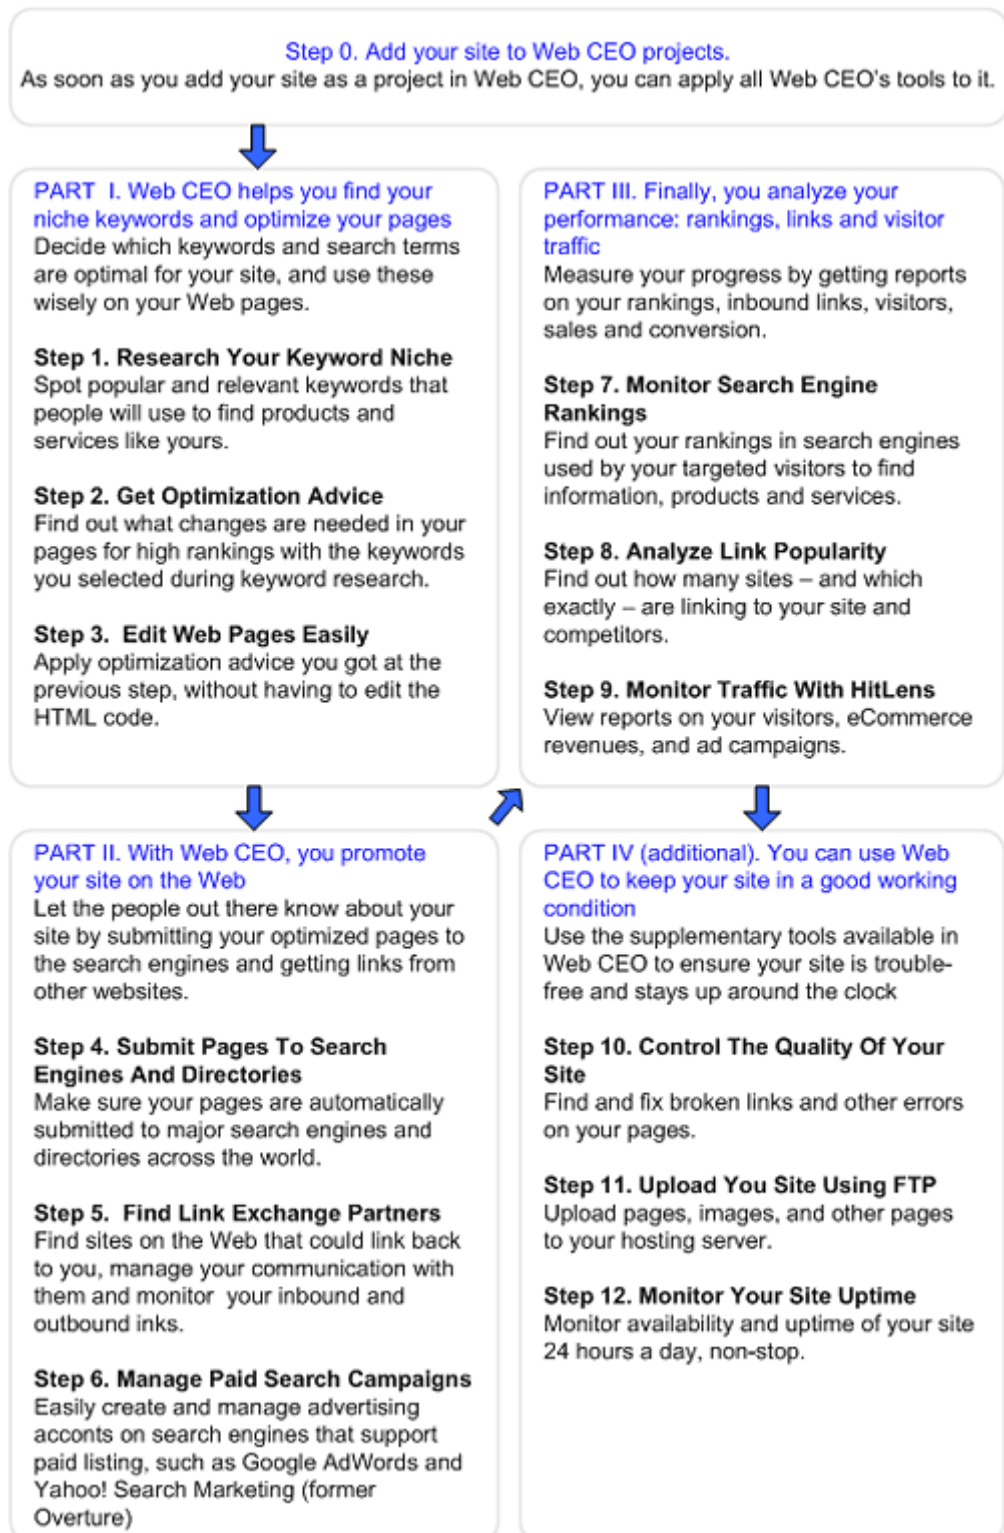 Step 0. Add your site to Web CEO projects.
As soon as you add your site as a project in Web CEO, you can apply all Web CEO's tools to it.
PART I. Web CEO helps you find your
niche keywords and optimize your pages
Decide which keywords and search terms
are optimal for your site, and use these
wisely on your Web pages.
Step 1. Research Your Keyword Niche
Spot popular and relevant keywords that
people will use to find products and
services like yours.
Step 2. Get Optimization Advice
Find out what changes are needed in your
pages for high rankings with the keywords
you selected during keyword research.
Step 3. Edit Web Pages Easily
Apply optimization advice you got at the
previous step, without having to edit the
HTML code.
PART II. With Web CEO, you promote
your site on the Web
Let the people out there know about your
site by submitting your optimized pages to
the search engines and getting links from
other websites.
Step 4. Submit Pages To Search
Engines And Directories
Make sure your pages are automatically
submitted to major search engines and
directories across the world.
Step 5. Find Link Exchange Partners
Find sites on the Web that could link back
to you, manage your communication with
them and monitor your inbound and
outbound inks.
Step 6. Manage Paid Search Campaigns
Easily create and manage advertising
acconts on search engines that support
paid listing, such as Google AdWords and
Yahoo! Search Marketing (former
Overture)
PART III. Finally, you analyze your
performance: rankings, links and visitor
traffic
Measure your progress by getting reports
on your rankings, inbound links, visitors,
sales and conversion.
Step 7. Monitor Search Engine
Rankings
Find out your rankings in search engines
used by your targeted visitors to find
information, products and services.
Step 8. Analyze Link Popularity
Find out how many sites – and which
exactly – are linking to your site and
competitors.
Step 9. Monitor Traffic With HitLens
View reports on your visitors, eCommerce
revenues, and ad campaigns.
PART IV (additional). You can use Web
CEO to keep your site in a good working
condition
Use the supplementary tools available in
Web CEO to ensure your site is trouble-
free and stays up around the clock
Step 10. Control The Quality Of Your
Site
Find and fix broken links and other errors
on your pages.
Step 11. Upload You Site Using FTP
Upload pages, images, and other pages
to your hosting server.
Step 12. Monitor Your Site Uptime
Monitor availability and uptime of your site
24 hours a day, non-stop.